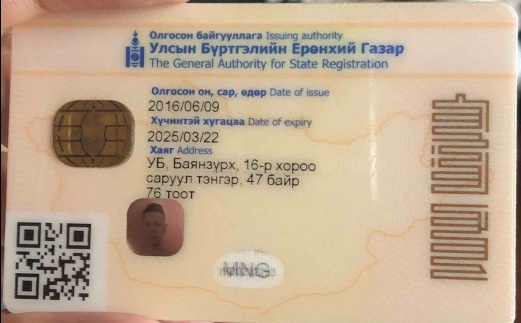 Олгосон байгууллага Issuing authority
Улсын Бүртгэлийн Ерөнхий Газар
The General Authority for State Registration
Олгосон он, сар, өдөр Date of issue
2016/06/09
Хүчинтэй хугацаа Date of expiry
2025/03/22
Хаяг Address
УБ, Баянзүрх, 16-р хороо
саруул тэнгэр, 47 байр
76 тоот
MNG